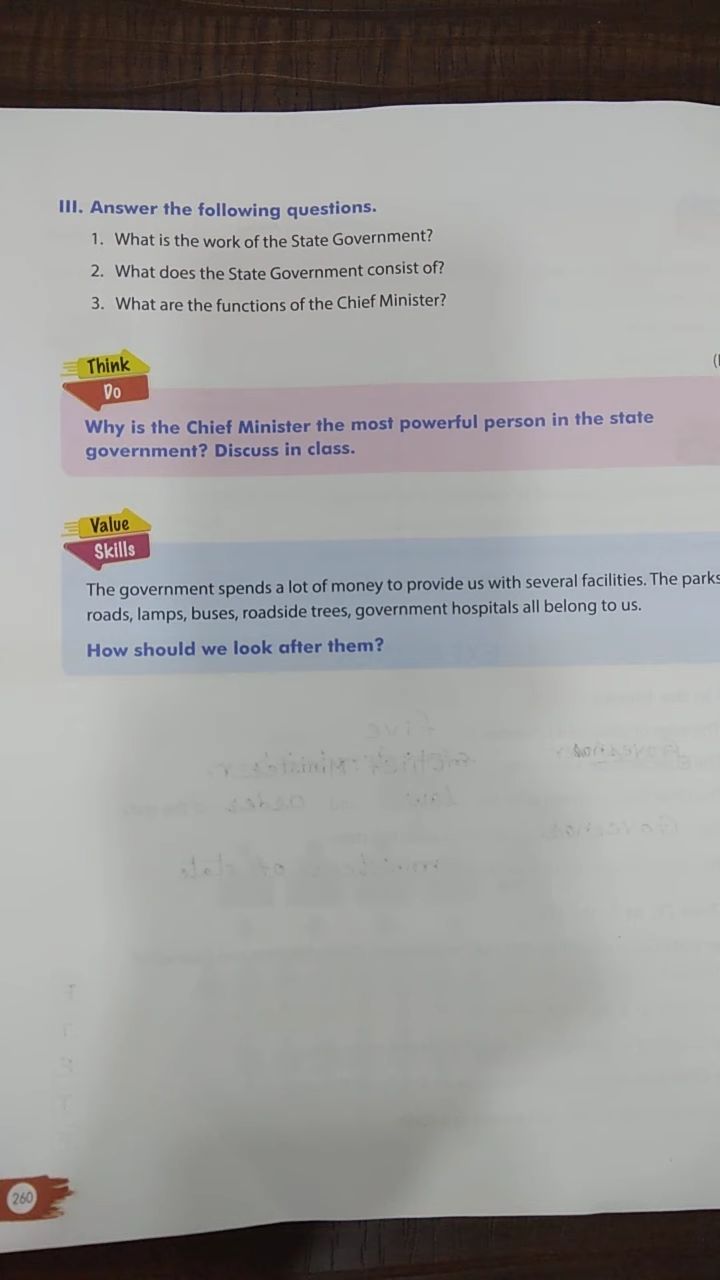 III. Answer the following questions.
1. What is the work of the State Government?
2. What does the State Government consist of?
3. What are the functions of the Chief Minister?
Think
Do
Why is the Chief Minister the most powerful person in the state
government? Discuss in class.
Value
Skills
The government spends a lot of money to provide us with several facilities. The parks
roads, lamps, buses, roadside trees, government hospitals all belong to us.
How should we look after them?
260